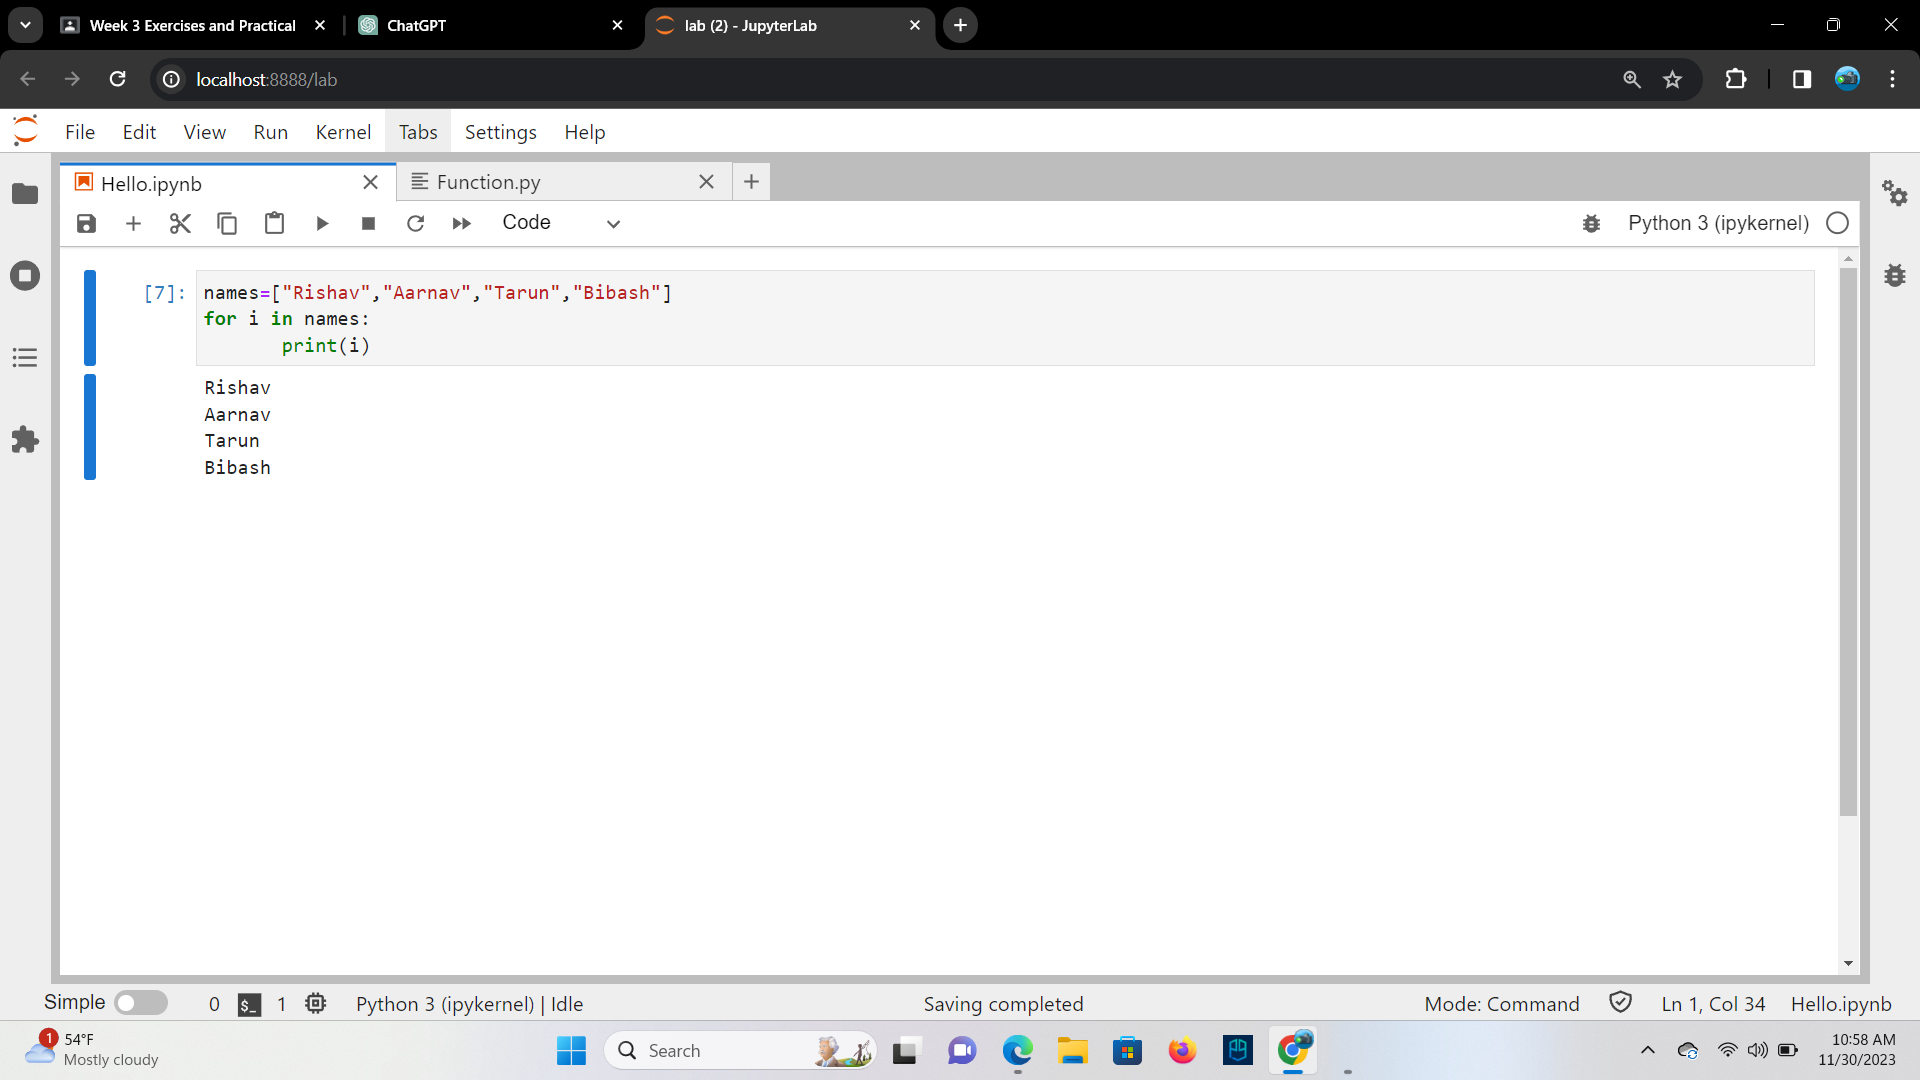 Week 3 Exercises and Practical
ChatGPT
lab (2) - JupyterLab
localhost:8888/lab
File Edit View Run Kernel Tabs Settings Help
Hello.ipynb
Function.py
Code
Python 3 (ipykernel)
[7]: names=["Rishav","Aarnav","Tarun","Bibash"]
for i in names:
       print(i)
Rishav
Aarnav
Tarun
Bibash
Simple 0 $_ 1 Python 3 (ipykernel) | Idle Saving completed Mode: Command Ln 1, Col 34 Hello.ipynb
1
54°F
Mostly cloudy
Search
10:58 AM
11/30/2023